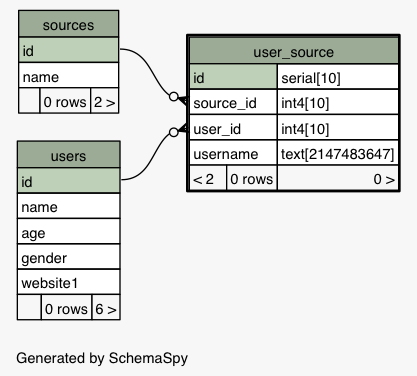 sources
id
name
0 rows 2 >
user_source
id serial[10]
source_id int4[10]
user_id int4[10]
username text[2147483647]
< 2 0 rows 0 >
users
id
name
age
gender
website1
0 rows 6 >
Generated by SchemaSpy